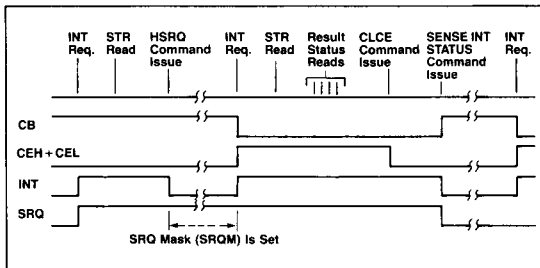 INT Req.
STR Read
HSRQ Command Issue
INT Req.
STR Read
Result Status Reads
CLCE Command Issue
SENSE INT STATUS Command Issue
INT Req.
CB
CEH + CEL
INT
SRQ
SRQ Mask (SRQM) Is Set